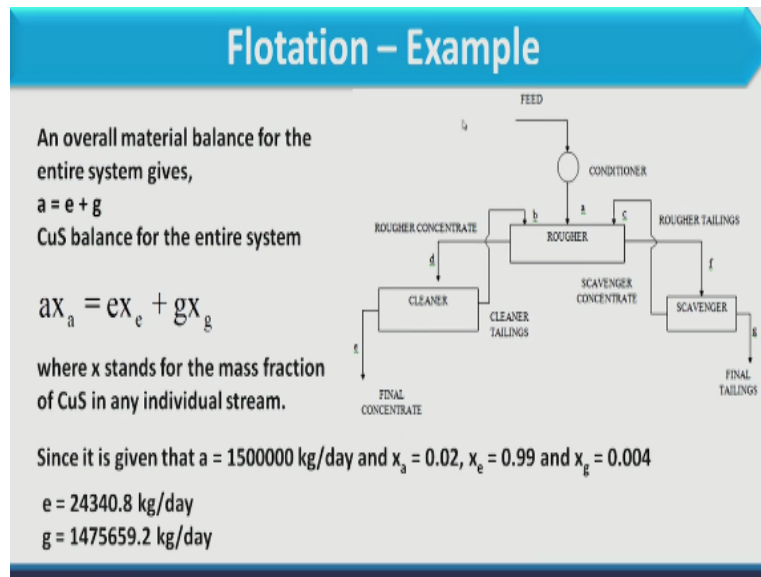 Flotation – Example
An overall material balance for the
entire system gives,
a = e + g
CuS balance for the entire system
ax_a = ex_e + gx_g
where x stands for the mass fraction
of CuS in any individual stream.
FEED
CONDITIONER
a
b
c
ROUGHER CONCENTRATE
ROUGHER
ROUGHER TAILINGS
d
f
CLEANER
CLEANER
TAILINGS
SCAVENGER
CONCENTRATE
SCAVENGER
e
g
FINAL
CONCENTRATE
FINAL
TAILINGS
Since it is given that a = 1500000 kg/day and x_a = 0.02, x_e = 0.99 and x_g = 0.004
e = 24340.8 kg/day
g = 1475659.2 kg/day